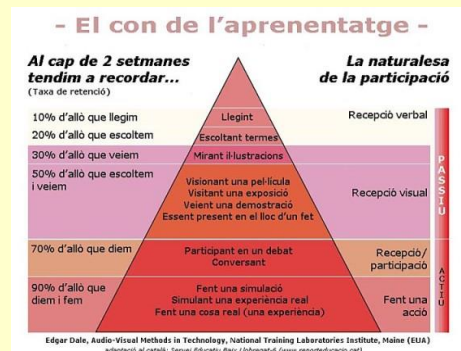 - El con de l'aprenentatge -
Al cap de 2 setmanes
tendim a recordar...
(Taxa de retenció)
La naturalesa
de la participació
10% d'allò que llegim
Llegint
Recepció verbal
20% d'allò que escoltem
Escoltant termes
30% d'allò que veiem
Mirant il·lustracions
50% d'allò que escoltem
i veiem
Visionant una pel·lícula
Visitant una exposició
Veient una demostració
Essent present en el lloc d'un fet
Recepció visual
PASSIU
70% d'allò que diem
Participant en un debat
Conversant
Recepció/
participació
90% d'allò que
diem i fem
Fent una simulació
Simulant una experiència real
Fent una cosa real (una experiència)
Fent una
acció
ACTIU
Edgar Dale, Audio-Visual Methods in Technology, National Training Laboratories Institute, Maine (EUA)
adaptació al català: Servei Educatiu Baix Llobregat-6 (www.reporteducacio.net)